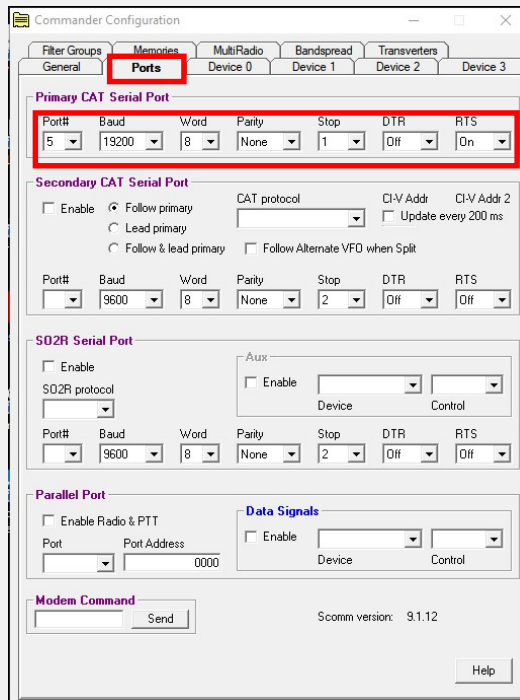 Commander Configuration
Filter Groups Memories MultiRadio Bandspread Transverters
General Ports Device 0 Device 1 Device 2 Device 3
Primary CAT Serial Port
Port# Baud Word Parity Stop DTR RTS
5 19200 8 None 1 Off On
Secondary CAT Serial Port
Enable Follow primary CAT protocol CI-V Addr CI-V Addr 2
Lead primary Update every 200 ms
Follow & lead primary Follow Alternate VFO when Split
Port# Baud Word Parity Stop DTR RTS
9600 8 None 2 Off Off
SO2R Serial Port
Enable
Aux
Enable
SO2R protocol
Device Control
Port# Baud Word Parity Stop DTR RTS
9600 8 None 2 Off Off
Parallel Port
Enable Radio & PTT
Port Port Address
0000
Data Signals
Enable
Device Control
Modem Command
Send
Scomm version: 9.1.12
Help